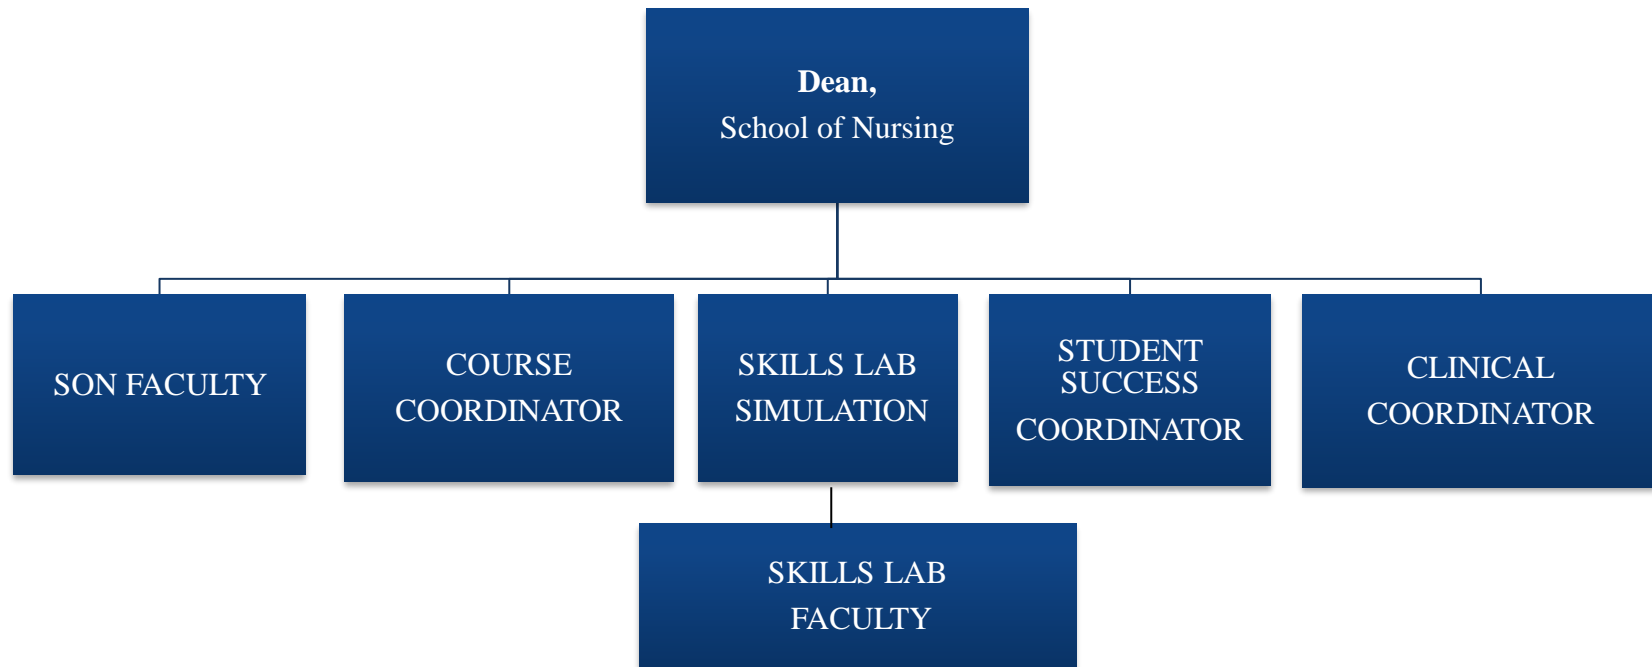 Dean,
School of Nursing
SON FACULTY
COURSE
COORDINATOR
SKILLS LAB
SIMULATION
STUDENT
SUCCESS
COORDINATOR
CLINICAL
COORDINATOR
SKILLS LAB
FACULTY